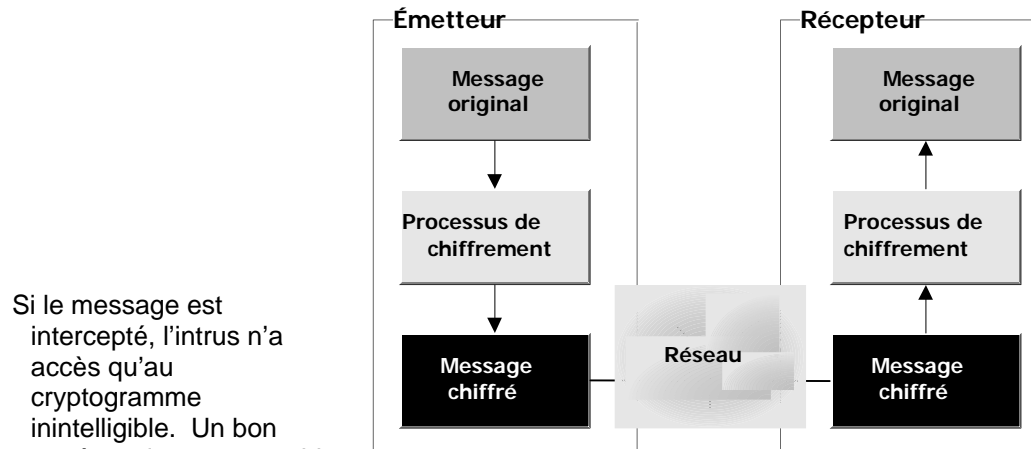 Émetteur
Message
original
Processus de
chiffrement
Message
chiffré
Réseau
Récepteur
Message
original
Processus de
chiffrement
Message
chiffré
Si le message est
intercepté, l'intrus n'a
accès qu'au
cryptogramme
inintelligible. Un bon